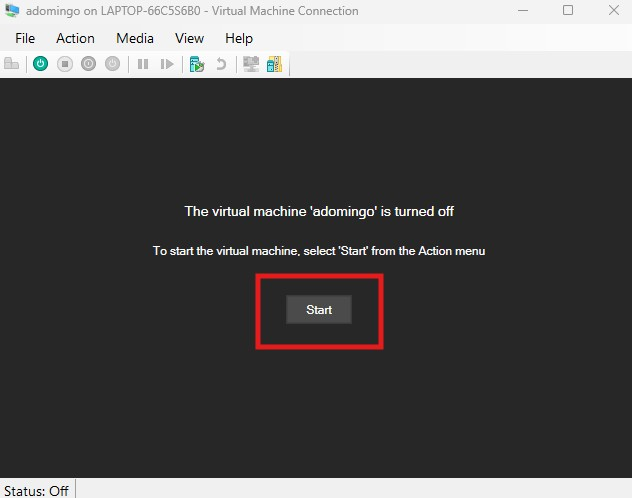 adomingo on LAPTOP-66C5S6B0 - Virtual Machine Connection
File Action Media View Help
The virtual machine 'adomingo' is turned off
To start the virtual machine, select 'Start' from the Action menu
Start
Status: Off